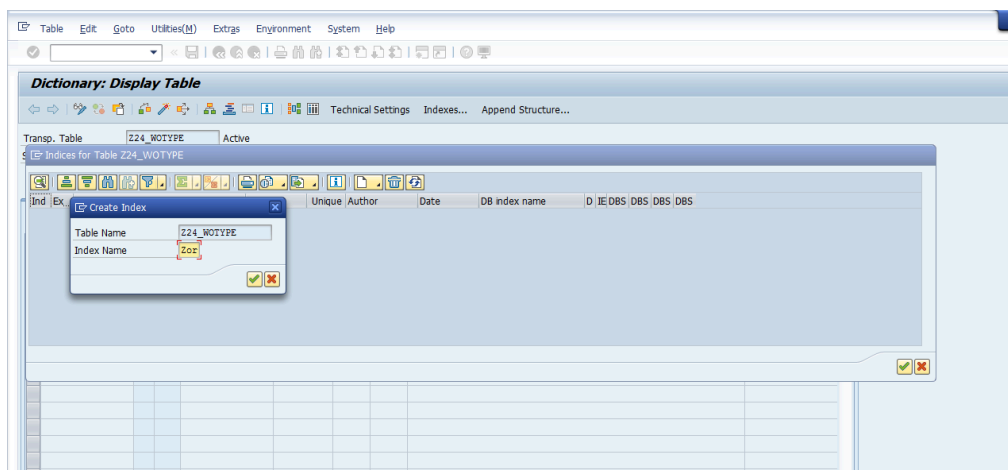 Table Edit Goto Utilities(M) Extras Environment System Help
Dictionary: Display Table
Technical Settings Indexes... Append Structure...
Transp. Table Z24_WOTYPE Active
Indices for Table Z24_WOTYPE
Ind Ex Unique Author Date DB index name D IE DBS DBS DBS DBS
Create Index
Table Name Z24_WOTYPE
Index Name Zor